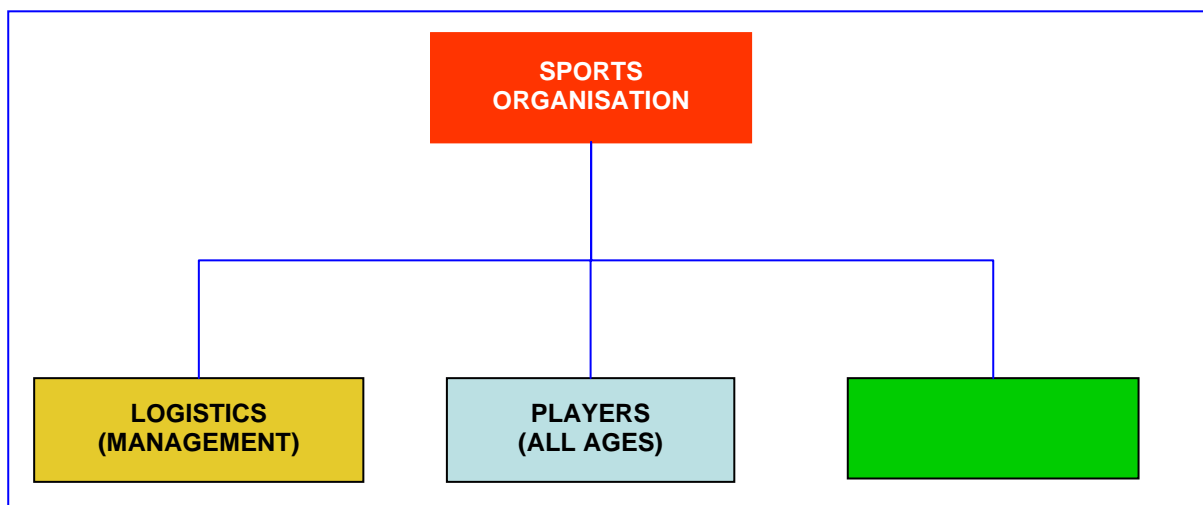 SPORTS
ORGANISATION
LOGISTICS
(MANAGEMENT)
PLAYERS
(ALL AGES)